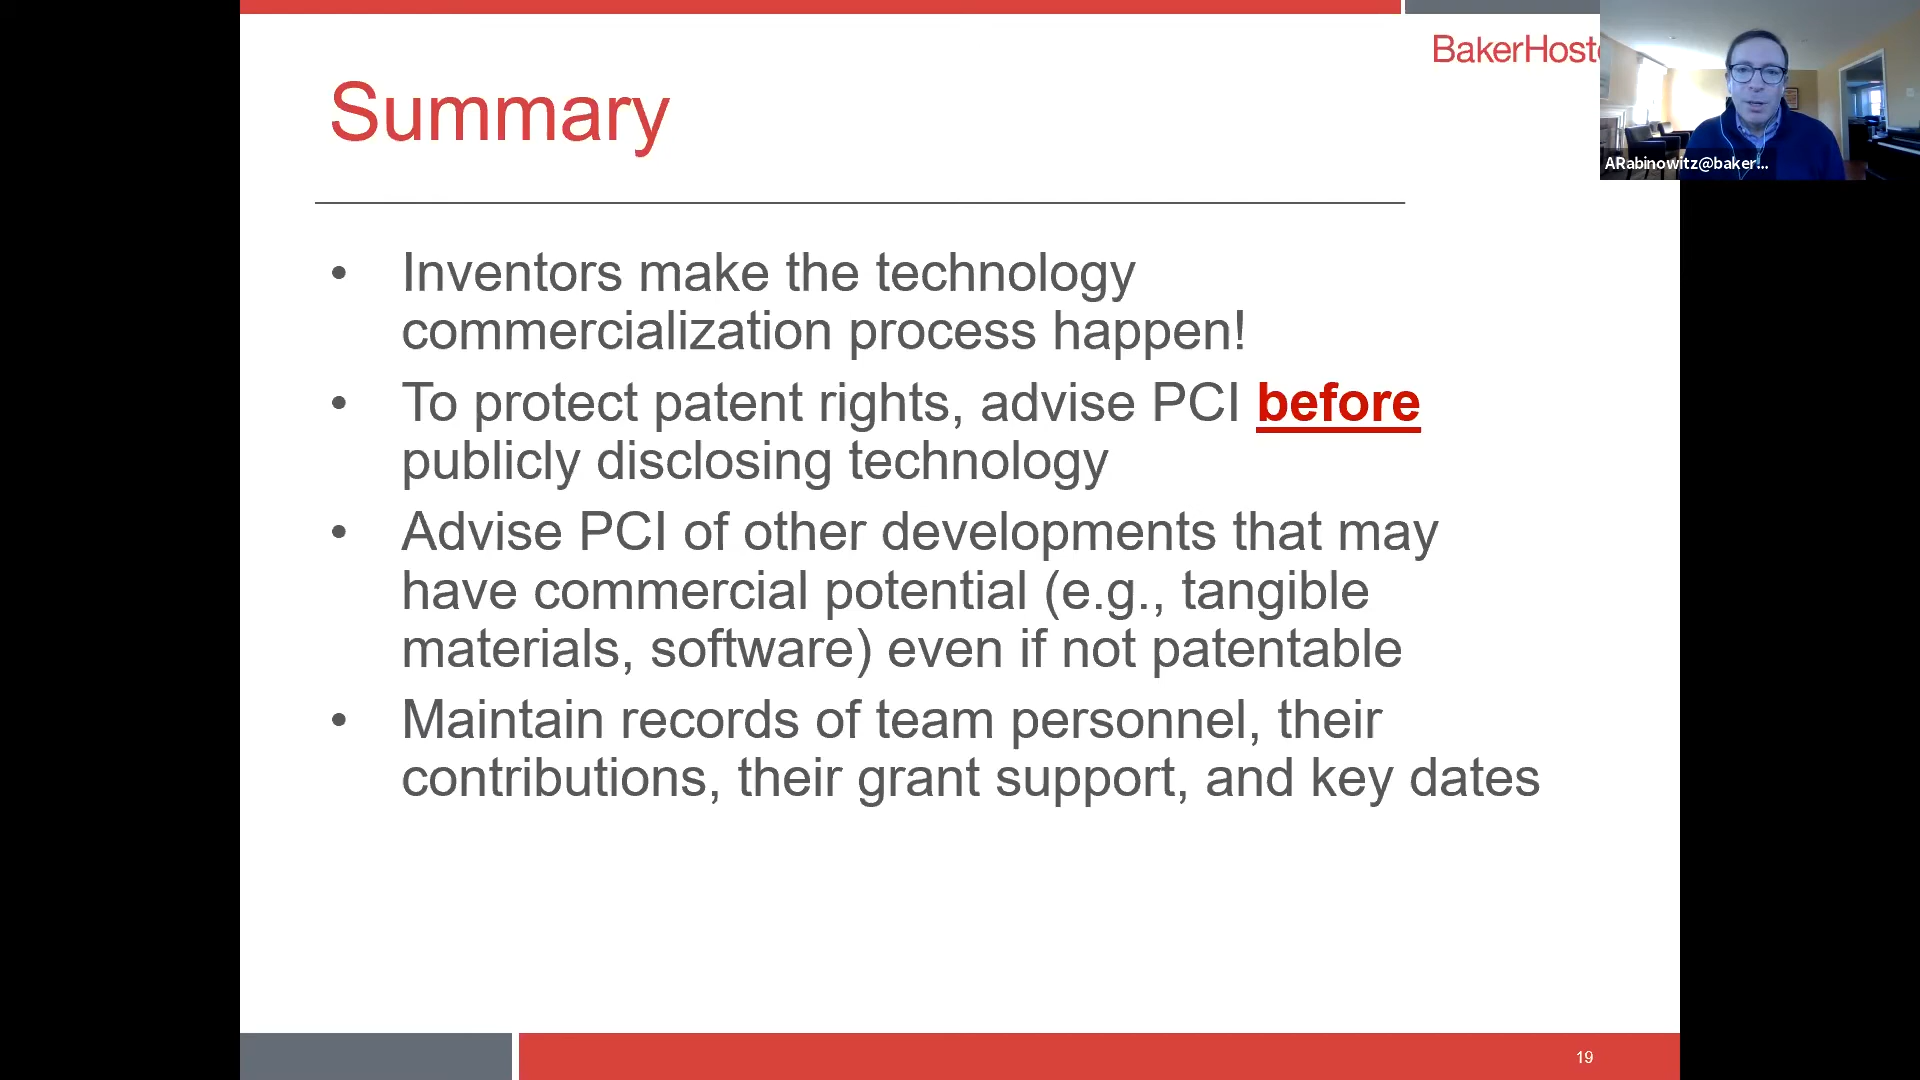 BakerHoste
Summary
ARabinowitz@baker...
• Inventors make the technology
commercialization process happen!
• To protect patent rights, advise PCI before
publicly disclosing technology
• Advise PCI of other developments that may
have commercial potential (e.g., tangible
materials, software) even if not patentable
• Maintain records of team personnel, their
contributions, their grant support, and key dates
19